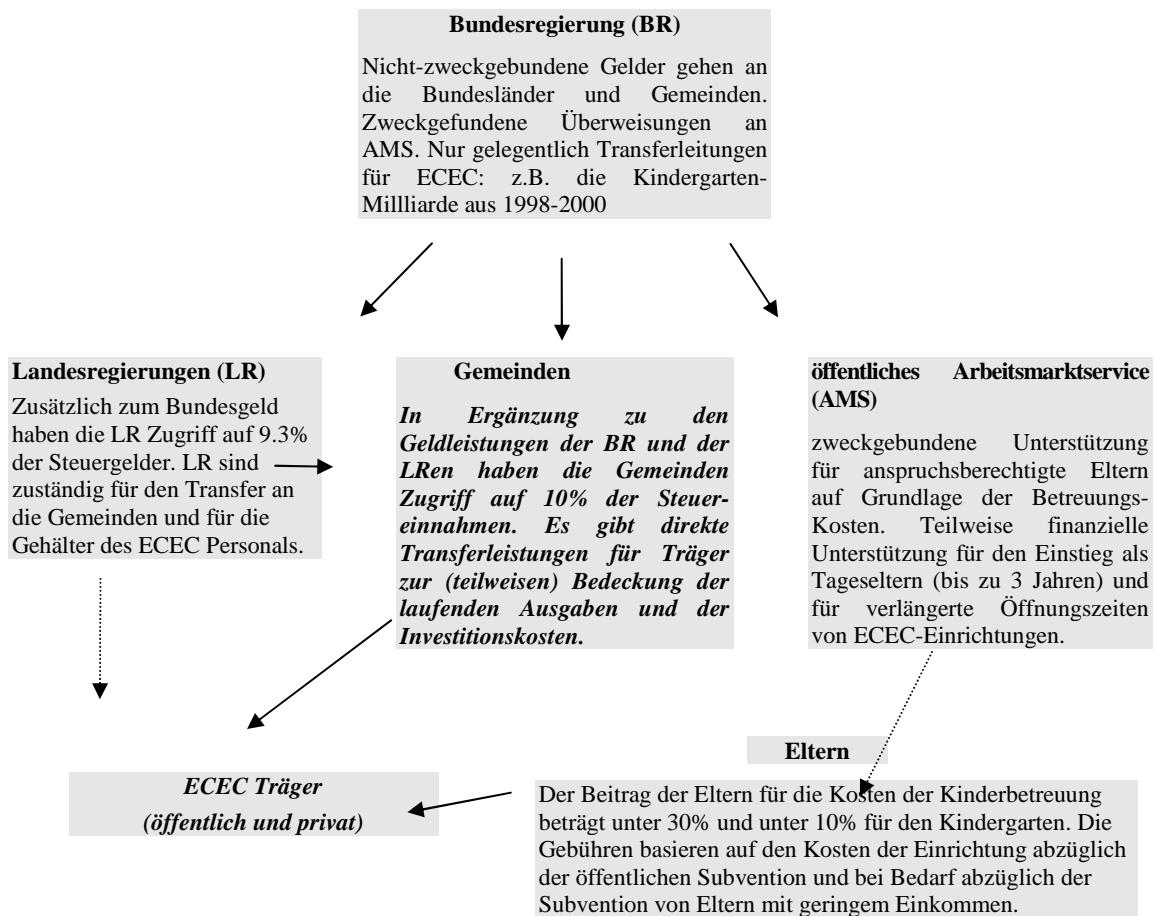 Bundesregierung (BR)
Nicht-zweckgebundene Gelder gehen an
die Bundesländer und Gemeinden.
Zweckgefundene Überweisungen an
AMS. Nur gelegentlich Transferleitungen
für ECEC: z.B. die Kindergarten-
Millliarde aus 1998-2000
Landesregierungen (LR)
Zusätzlich zum Bundesgeld
haben die LR Zugriff auf 9.3%
der Steuergelder. LR sind
zuständig für den Transfer an
die Gemeinden und für die
Gehälter des ECEC Personals.
Gemeinden
In Ergänzung zu den
Geldleistungen der BR und der
LRen haben die Gemeinden
Zugriff auf 10% der Steuer-
einnahmen. Es gibt direkte
Transferleistungen für Träger
zur (teilweisen) Bedeckung der
laufenden Ausgaben und der
Investitionskosten.
öffentliches Arbeitsmarktservice
(AMS)
zweckgebundene Unterstützung
für anspruchsberechtigte Eltern
auf Grundlage der Betreuungs-
Kosten. Teilweise finanzielle
Unterstützung für den Einstieg als
Tageseltern (bis zu 3 Jahren) und
für verlängerte Öffnungszeiten
von ECEC-Einrichtungen.
ECEC Träger
(öffentlich und privat)
Eltern
Der Beitrag der Eltern für die Kosten der Kinderbetreuung
beträgt unter 30% und unter 10% für den Kindergarten. Die
Gebühren basieren auf den Kosten der Einrichtung abzüglich
der öffentlichen Subvention und bei Bedarf abzüglich der
Subvention von Eltern mit geringem Einkommen.